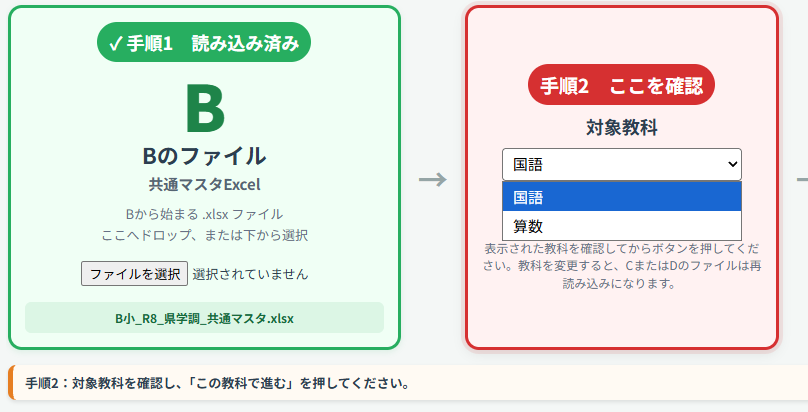 ✓ 手順1　読み込み済み
B
Bのファイル
共通マスタExcel
Bから始まる .xlsx ファイル
ここへドロップ、または下から選択
ファイルを選択 選択されていません
B小_R8_県学調_共通マスタ.xlsx
→
手順2　ここを確認
対象教科
国語
国語
算数
表示された教科を確認してからボタンを押してくだ
さい。教科を変更すると、CまたはDのファイルは再
読み込みになります。
手順2：対象教科を確認し、「この教科で進む」を押してください。